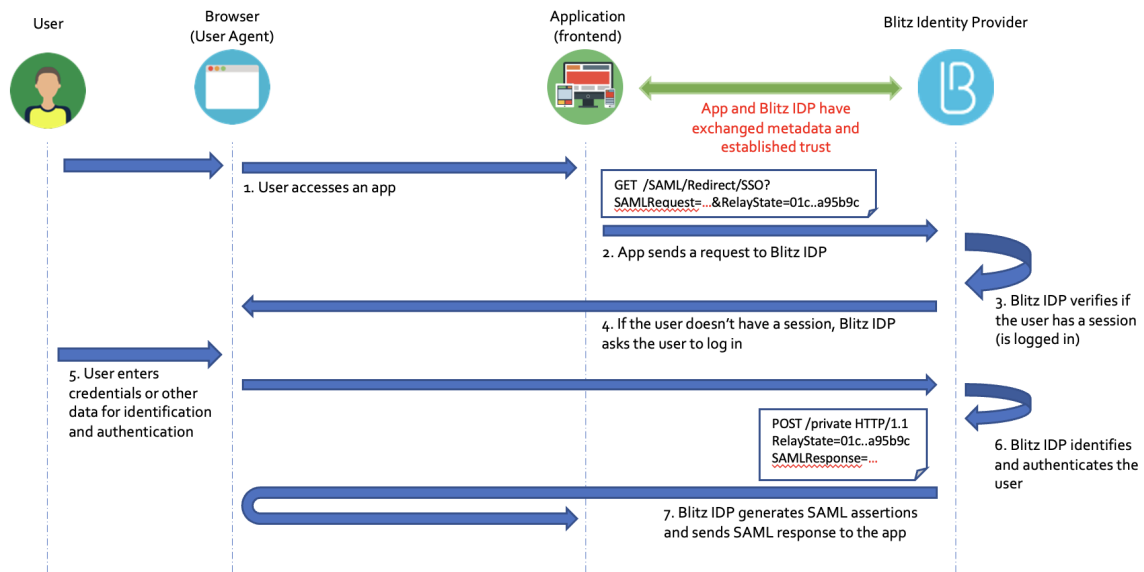 User
Browser
(User Agent)
Application
(frontend)
Blitz Identity Provider
App and Blitz IDP have
exchanged metadata and
established trust
1. User accesses an app
GET /SAML/Redirect/SSO?
SAMLRequest=...&RelayState=01c..a95b9c
2. App sends a request to Blitz IDP
3. Blitz IDP verifies if
the user has a session
(is logged in)
4. If the user doesn't have a session, Blitz IDP
asks the user to log in
5. User enters
credentials or other
data for identification
and authentication
POST /private HTTP/1.1
RelayState=01c..a95b9c
SAMLResponse=...
6. Blitz IDP identifies
and authenticates the
user
7. Blitz IDP generates SAML assertions
and sends SAML response to the app